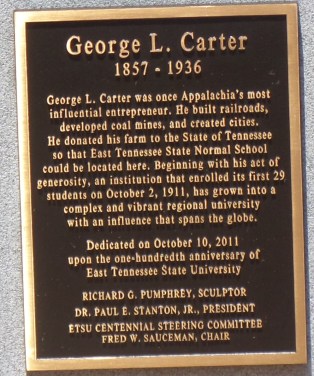 George L. Carter
1857 - 1936
George L. Carter was once Appalachia's most
influential entrepreneur. He built railroads,
developed coal mines, and created cities.
He donated his farm to the State of Tennessee
so that East Tennessee State Normal School
could be located here. Beginning with his act of
generosity, an institution that enrolled its first 29
students on October 2, 1911, has grown into a
complex and vibrant regional university
with an influence that spans the globe.
Dedicated on October 10, 2011
upon the one-hundredth anniversary of
East Tennessee State University
RICHARD G. PUMPHREY, SCULPTOR
DR. PAUL E. STANTON, JR., PRESIDENT
ETSU CENTENNIAL STEERING COMMITTEE
FRED W. SAUCEMAN, CHAIR